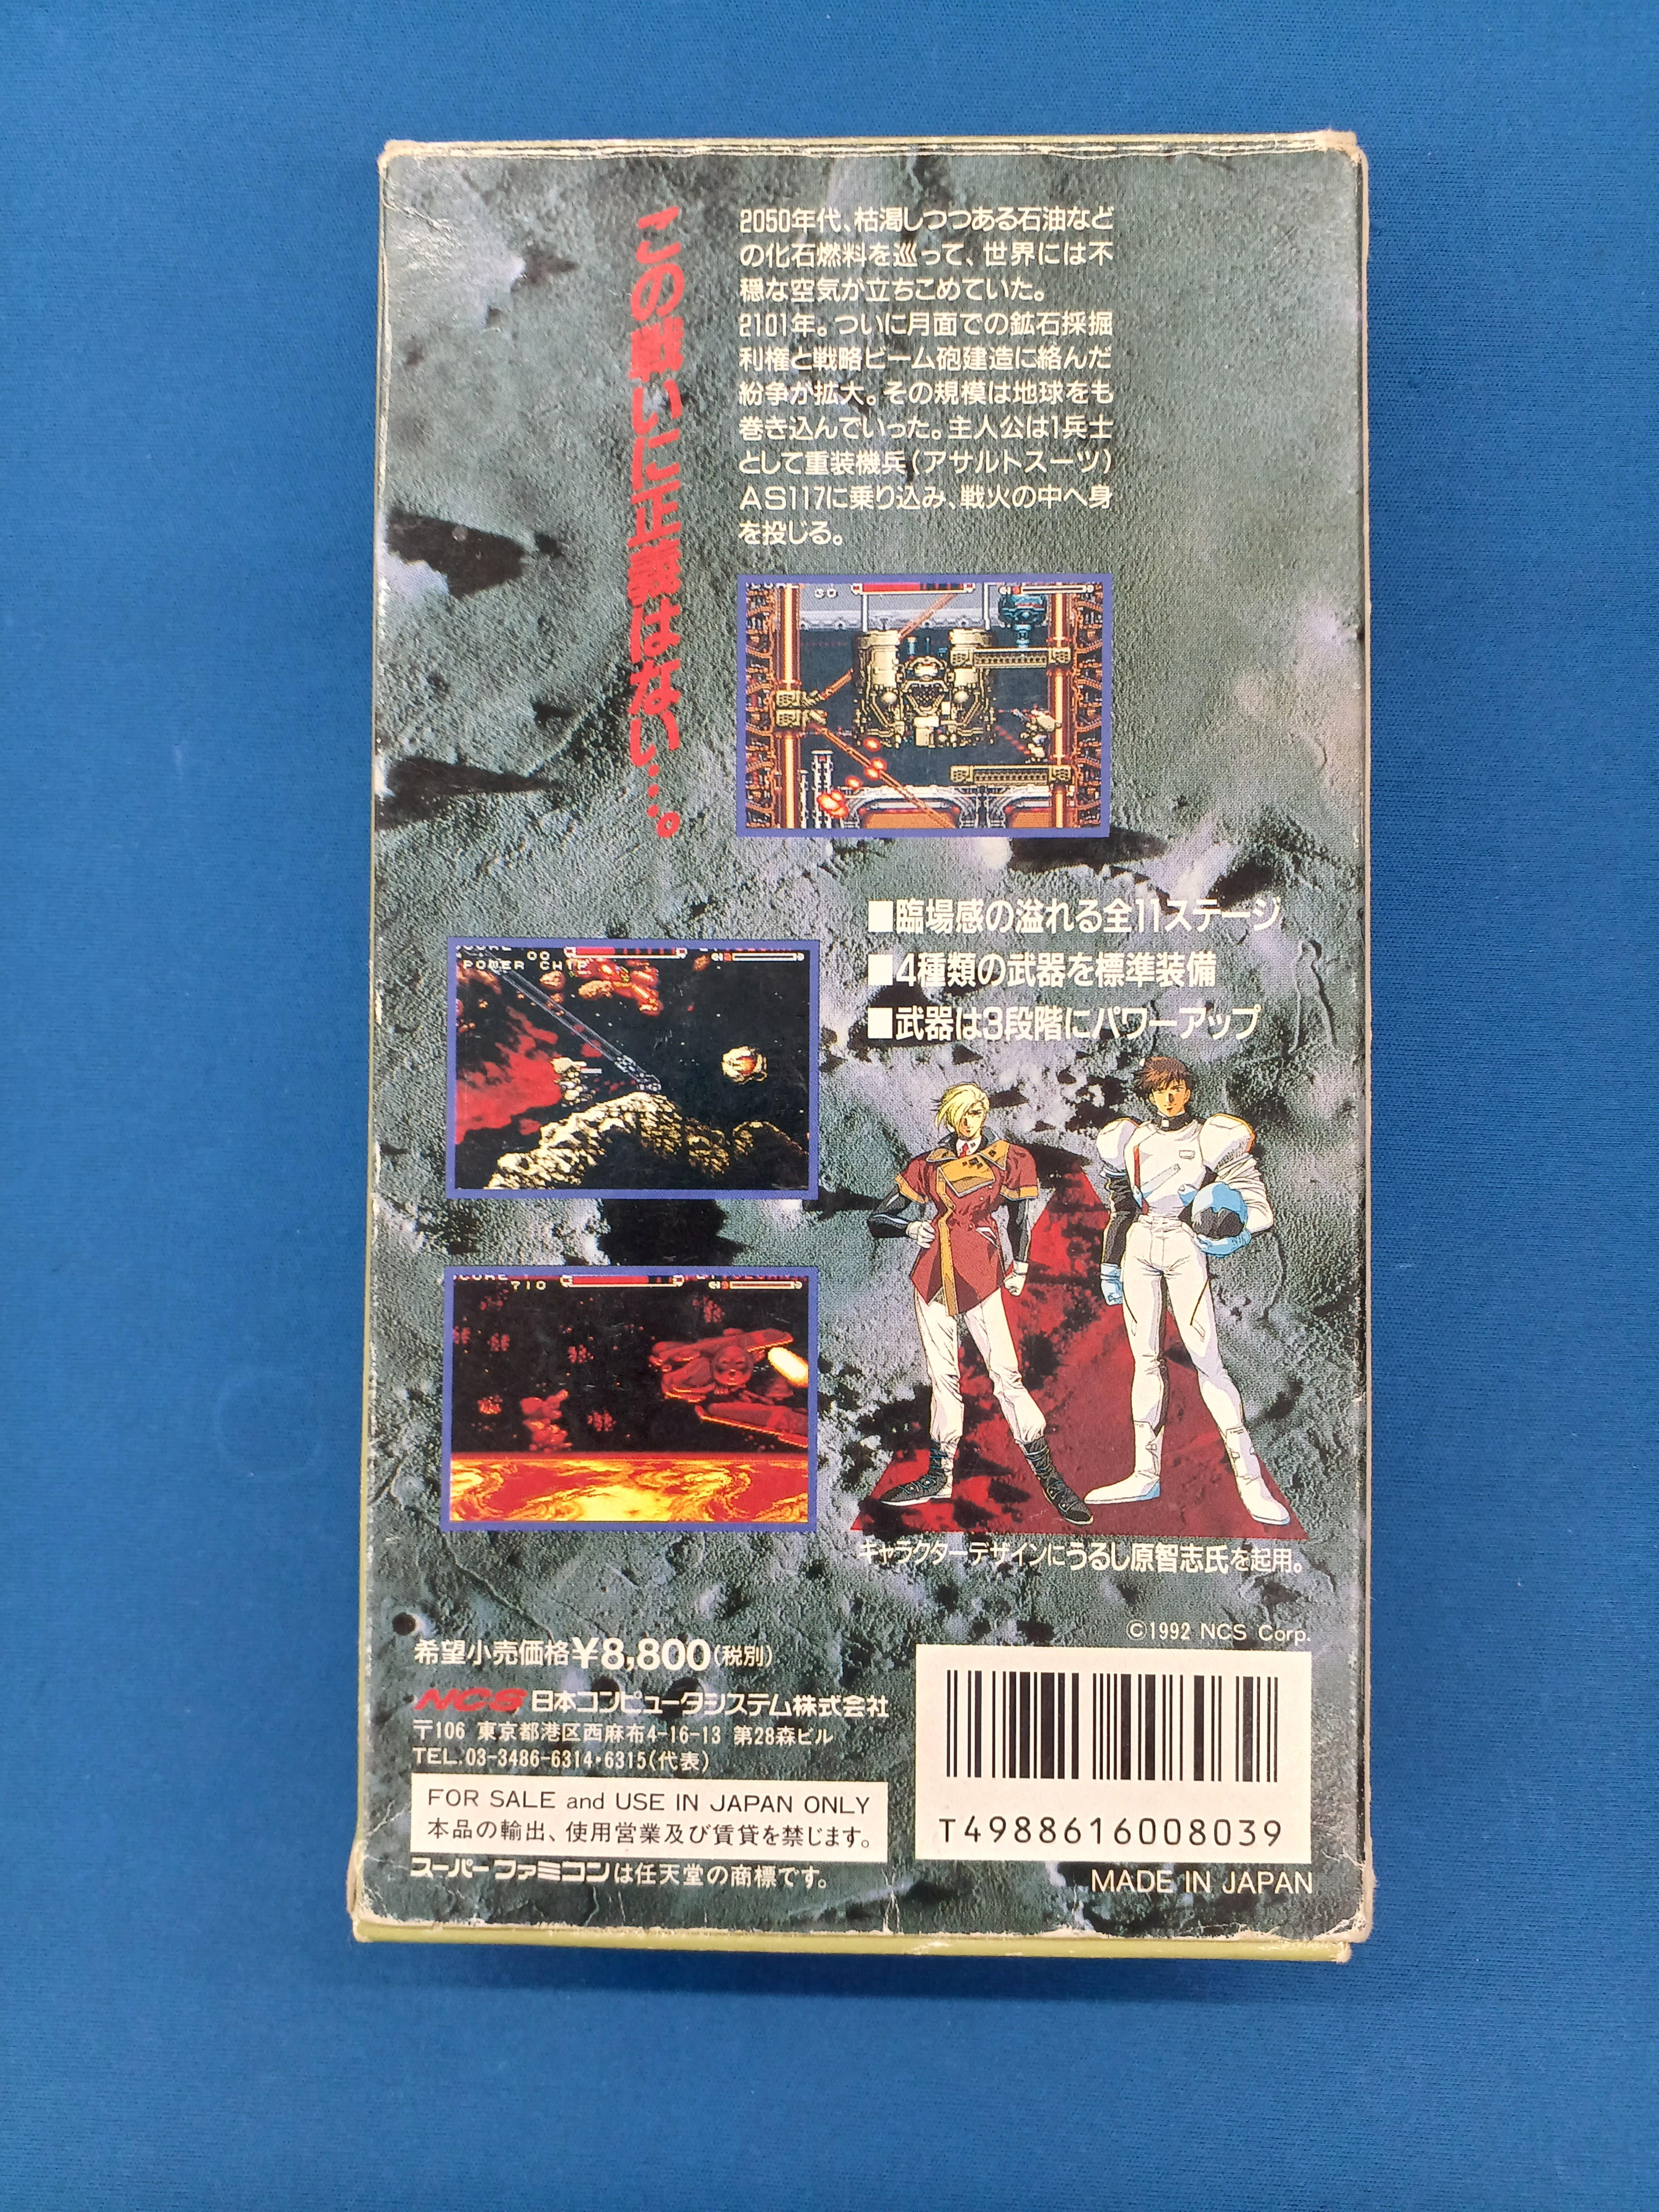 この戦いに正義はない…。
2050年代、枯渇しつつある石油など
の化石燃料を巡って、世界には不
穏な空気が立ちこめていた。
2101年。ついに月面での鉱石採掘
利権と戦略ビーム砲建造に絡んだ
紛争が拡大。その規模は地球をも
巻き込んでいった。主人公は1兵士
として重装機兵(アサルトスーツ)
AS117に乗り込み、戦火の中へ身
を投じる。
■臨場感の溢れる全11ステージ
■4種類の武器を標準装備
■武器は3段階にパワーアップ
00
POWER CHIP
710
キャラクターデザインにうるし原智志氏を起用。
©1992 NCS Corp.
希望小売価格¥8,800(税別)
NCS 日本コンピュータシステム株式会社
〒106 東京都港区西麻布4-16-13 第28森ビル
TEL.03-3486-6314・6315(代表)
FOR SALE and USE IN JAPAN ONLY
本品の輸出、使用営業及び賃貸を禁じます。
スーパーファミコンは任天堂の商標です。
T4988616008039
MADE IN JAPAN